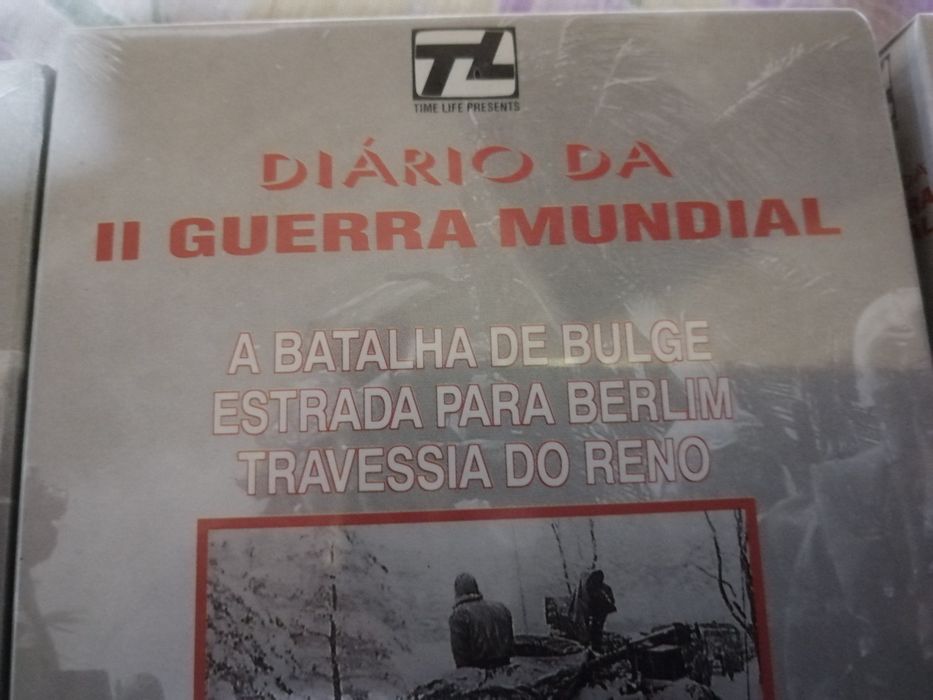 TL
TIME LIFE PRESENTS
DIÁRIO DA
II GUERRA MUNDIAL
A BATALHA DE BULGE
ESTRADA PARA BERLIM
TRAVESSIA DO RENO